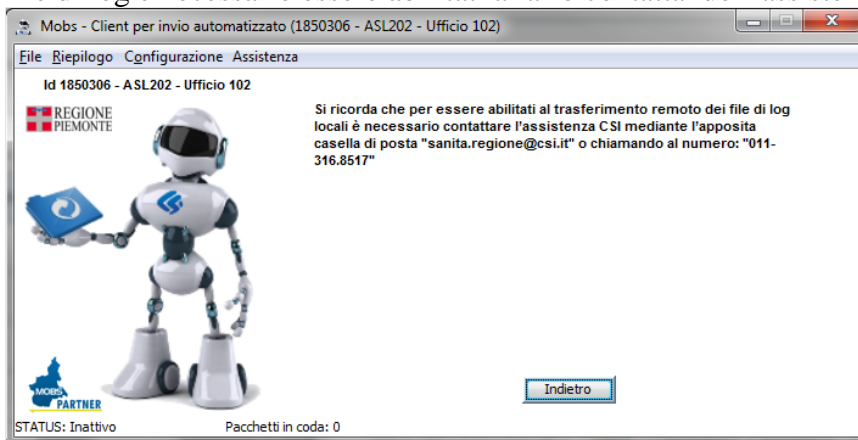 Mobs - Client per invio automatizzato (1850306 - ASL202 - Ufficio 102)
File Riepilogo Configurazione Assistenza
Id 1850306 - ASL202 - Ufficio 102
REGIONE
PIEMONTE
Si ricorda che per essere abilitati al trasferimento remoto dei file di log
locali è necessario contattare l'assistenza CSI mediante l'apposita
casella di posta "sanita.regione@csi.it" o chiamando al numero: "011-
316.8517"
MOBS
PARTNER
Indietro
STATUS: Inattivo Pacchetti in coda: 0